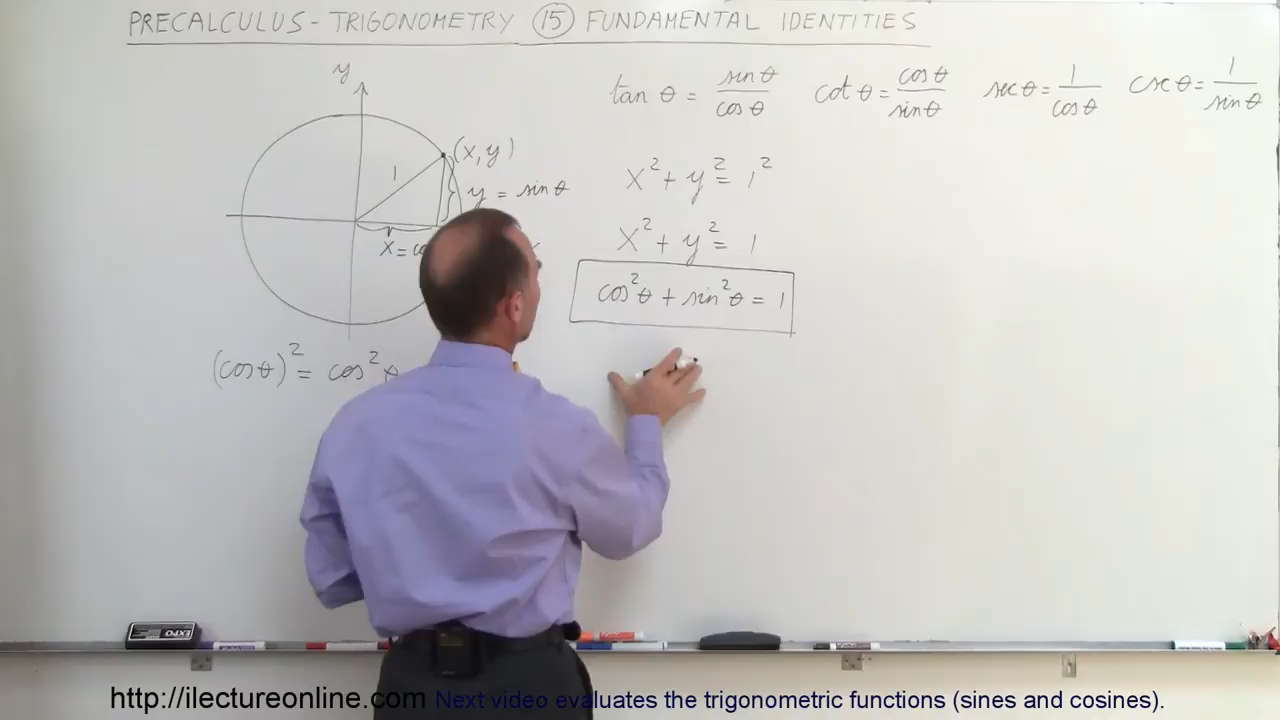 PRECALCULUS - TRIGONOMETRY 15 FUNDAMENTAL IDENTITIES
tan θ = sin θ / cos θ cot θ = cos θ / sin θ sec θ = 1 / cos θ csc θ = 1 / sin θ
y
(x, y)
1
y = sin θ
x =
x² + y² = 1²
x² + y² = 1
cos²θ + sin²θ = 1
(cos θ)² = cos² θ
EXPO
http://ilectureonline.com Next video evaluates the trigonometric functions (sines and cosines).